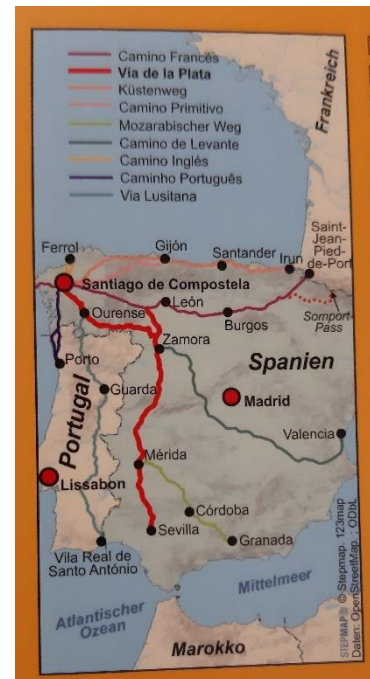 Camino Francés
Via de la Plata
Küstenweg
Camino Primitivo
Mozarabischer Weg
Camino de Levante
Camino Inglés
Caminho Português
Via Lusitana
Frankreich
Saint-
Jean-
Pied-
de-Port
Ferrol
Gijón
Santander
Irun
Santiago de Compostela
León
Somport-
Pass
Ourense
Burgos
Zamora
Porto
Spanien
Portugal
Guarda
Madrid
Valencia
Mérida
Lissabon
Córdoba
Sevilla
Granada
Vila Real de
Santo António
Mittelmeer
Atlantischer
Ozean
Marokko
STEPMAP© © Stepmap, 123map
Daten: OpenStreetMap, ; ODbL